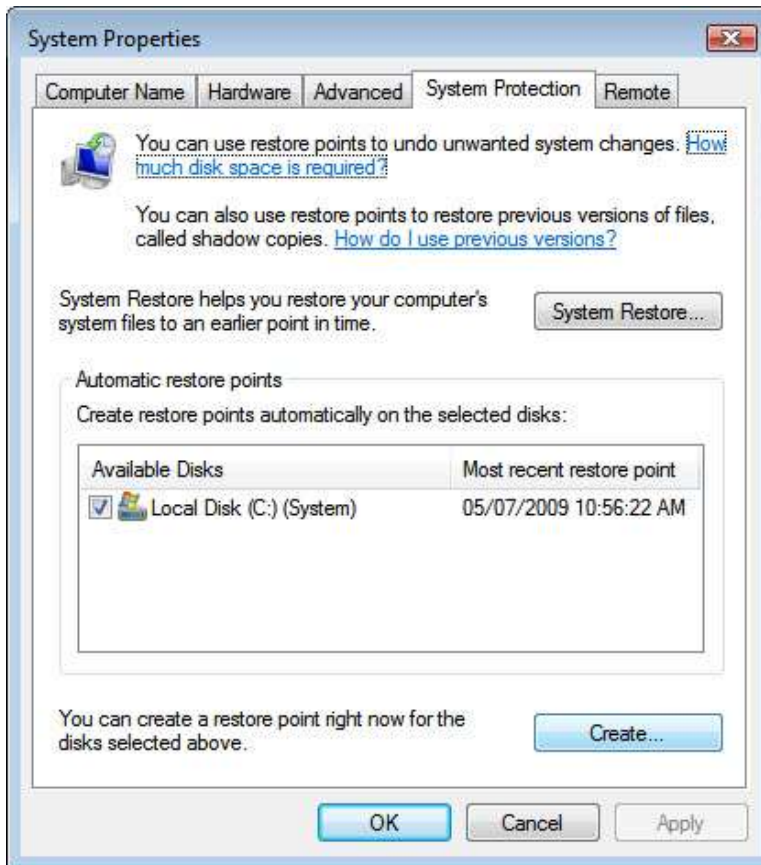 System Properties
Computer Name Hardware Advanced System Protection Remote
You can use restore points to undo unwanted system changes. How
much disk space is required?
You can also use restore points to restore previous versions of files,
called shadow copies. How do I use previous versions?
System Restore helps you restore your computer's
system files to an earlier point in time.
System Restore...
Automatic restore points
Create restore points automatically on the selected disks:
Available Disks Most recent restore point
Local Disk (C:) (System) 05/07/2009 10:56:22 AM
You can create a restore point right now for the
disks selected above.
Create...
OK Cancel Apply